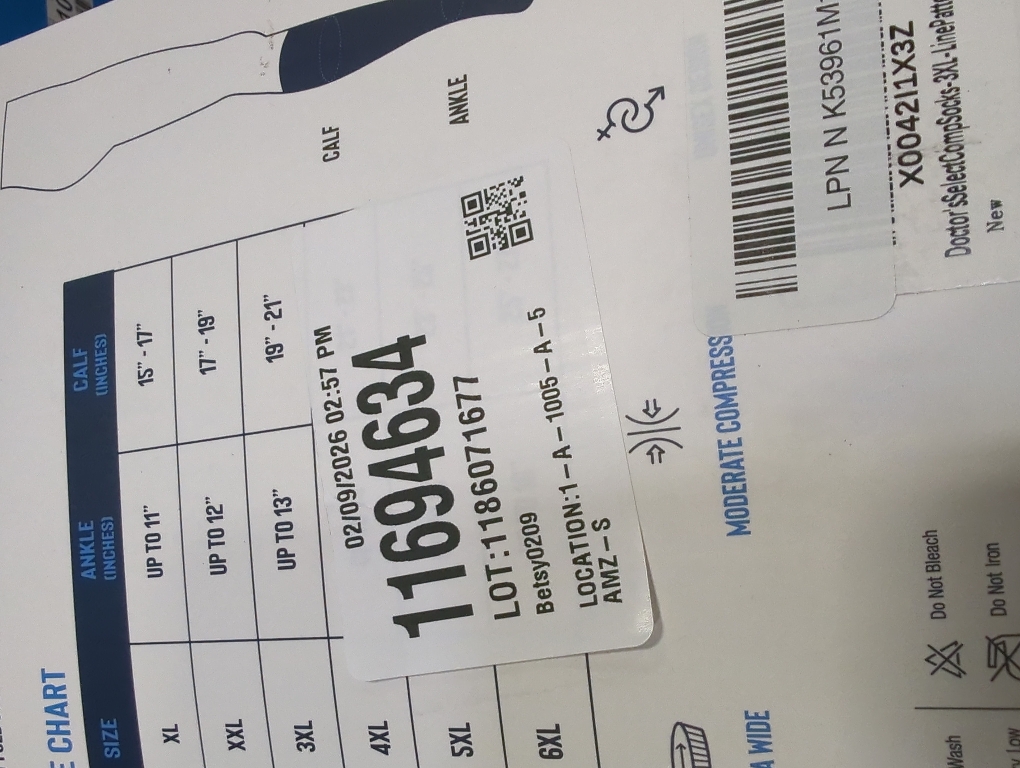 E CHART
SIZE ANKLE (INCHES) CALF (INCHES)
XL UP TO 11" 15" - 17"
XXL UP TO 12" 17" - 19"
3XL UP TO 13" 19" - 21"
4XL
5XL
6XL
CALF
ANKLE
02/09/2026 02:57 PM
11694634
LOT:1186071677
Betsy0209
LOCATION:1-A-1005-A-5
AMZ-S
A WIDE
MODERATE COMPRESS
LPN N K53961M
X0042I1X3Z
Doctor'sSelectCompSocks-3XL-LinePatt
New
Wash
Do Not Bleach
Low
Do Not Iron